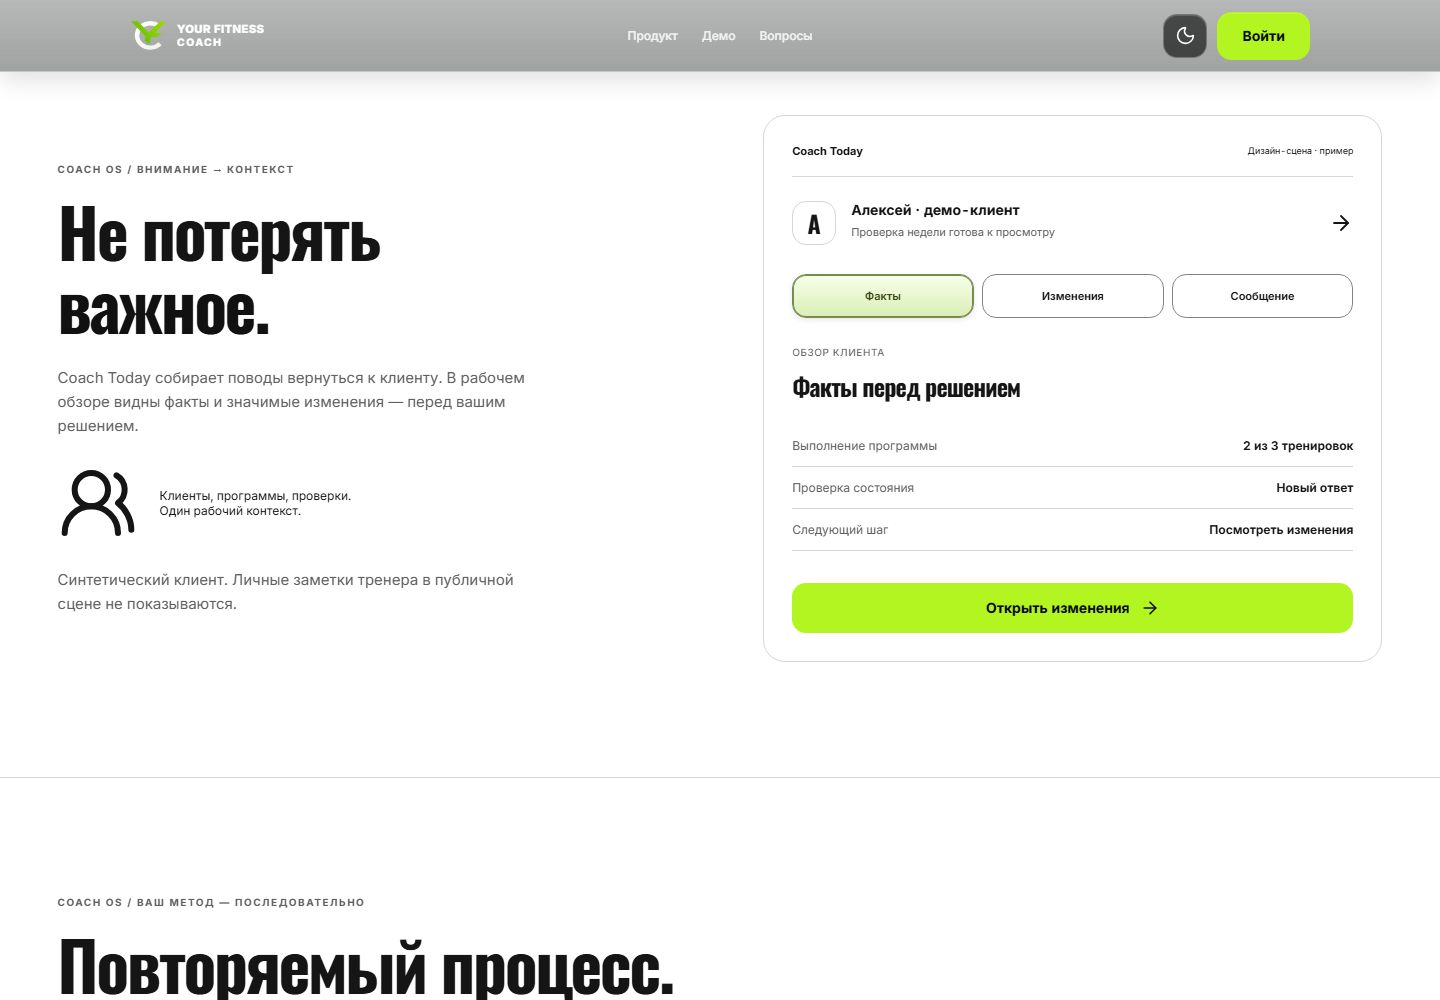 YOUR FITNESS
COACH
Продукт Демо Вопросы
Войти
COACH OS / ВНИМАНИЕ → КОНТЕКСТ
Не потерять
важное.
Coach Today собирает поводы вернуться к клиенту. В рабочем
обзоре видны факты и значимые изменения — перед вашим
решением.
Клиенты, программы, проверки.
Один рабочий контекст.
Синтетический клиент. Личные заметки тренера в публичной
сцене не показываются.
Coach Today
Дизайн-сцена · пример
А
Алексей · демо-клиент
Проверка недели готова к просмотру
Факты
Изменения
Сообщение
ОБЗОР КЛИЕНТА
Факты перед решением
Выполнение программы 2 из 3 тренировок
Проверка состояния Новый ответ
Следующий шаг Посмотреть изменения
Открыть изменения →
COACH OS / ВАШ МЕТОД — ПОСЛЕДОВАТЕЛЬНО
Повторяемый процесс.